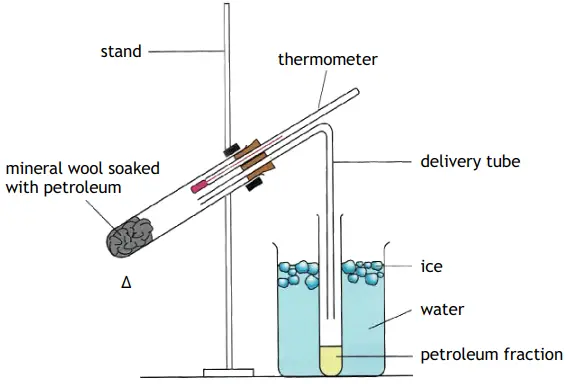 stand
thermometer
mineral wool soaked
with petroleum
delivery tube
Δ
ice
water
petroleum fraction